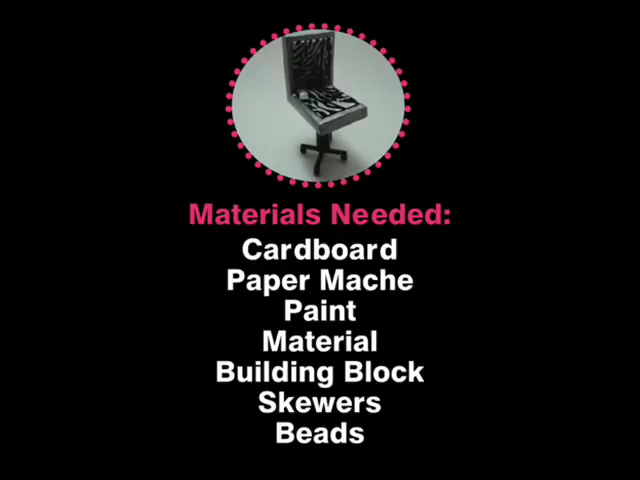 Materials Needed:
Cardboard
Paper Mache
Paint
Material
Building Block
Skewers
Beads